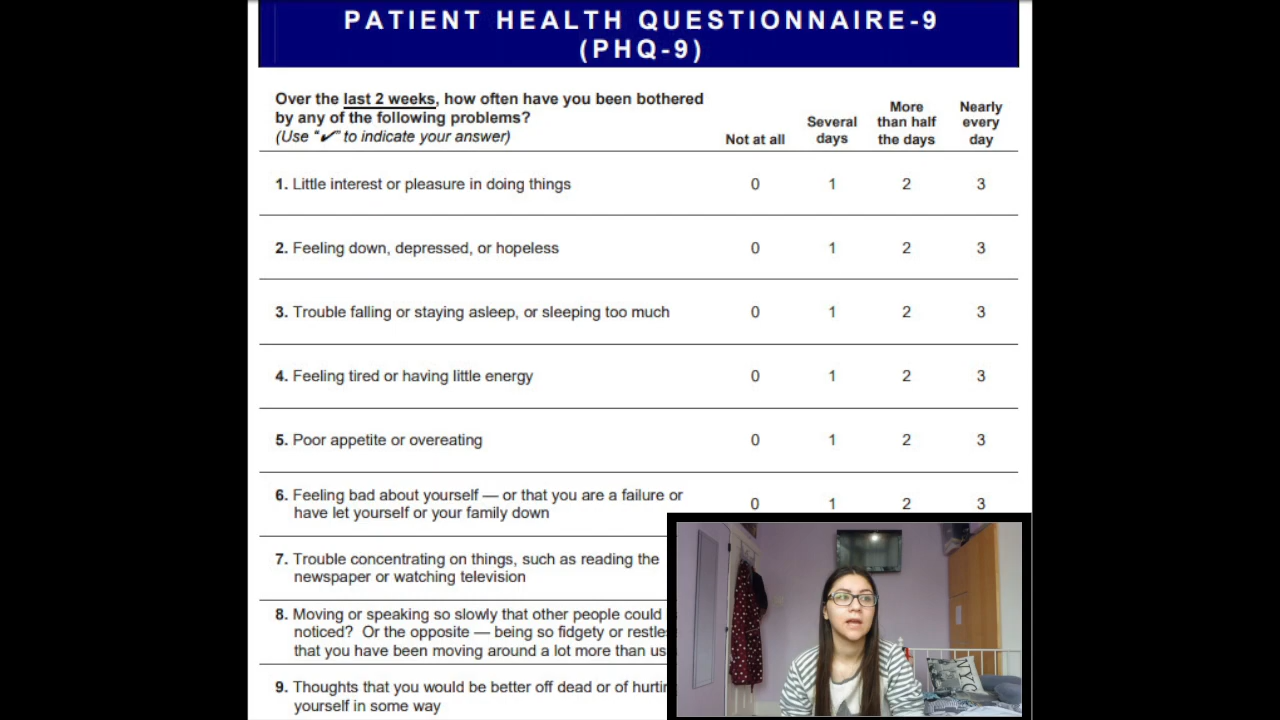 PATIENT HEALTH QUESTIONNAIRE-9
(PHQ-9)
Over the last 2 weeks, how often have you been bothered
by any of the following problems?
(Use “✔” to indicate your answer)
Not at all
Several
days
More
than half
the days
Nearly
every
day
1. Little interest or pleasure in doing things 0 1 2 3
2. Feeling down, depressed, or hopeless 0 1 2 3
3. Trouble falling or staying asleep, or sleeping too much 0 1 2 3
4. Feeling tired or having little energy 0 1 2 3
5. Poor appetite or overeating 0 1 2 3
6. Feeling bad about yourself — or that you are a failure or
have let yourself or your family down 0 1 2 3
7. Trouble concentrating on things, such as reading the
newspaper or watching television
8. Moving or speaking so slowly that other people could
noticed? Or the opposite — being so fidgety or restle
that you have been moving around a lot more than us
9. Thoughts that you would be better off dead or of hurtin
yourself in some way
NYC